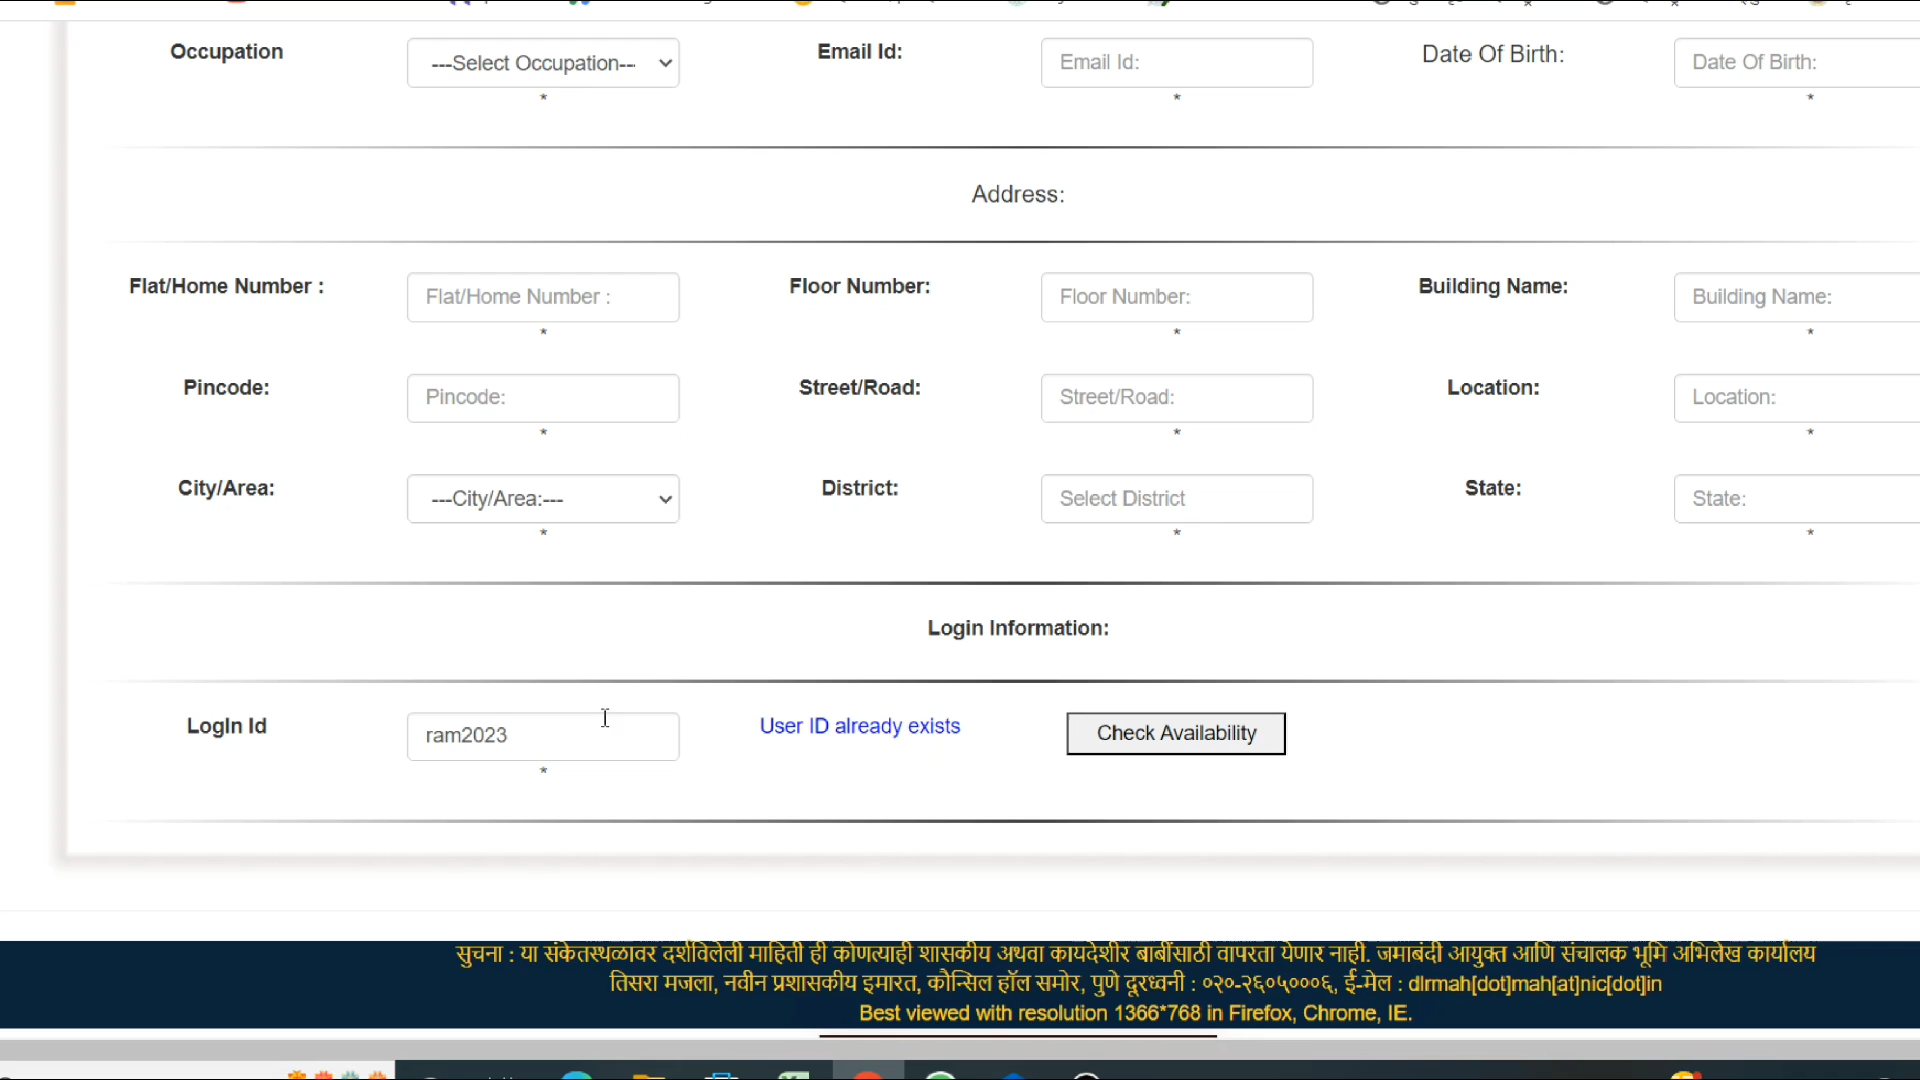 Occupation ---Select Occupation-- Email Id: Email Id: Date Of Birth: Date Of Birth:
* * *
Address:
Flat/Home Number : Flat/Home Number : Floor Number: Floor Number: Building Name: Building Name:
* * *
Pincode: Pincode: Street/Road: Street/Road: Location: Location:
* * *
City/Area: ---City/Area:--- District: Select District State: State:
* * *
Login Information:
LogIn Id ram2023 User ID already exists Check Availability
*
सुचना : या संकेतस्थळावर दर्शविलेली माहिती ही कोणत्याही शासकीय अथवा कायदेशीर बाबींसाठी वापरता येणार नाही. जमाबंदी आयुक्त आणि संचालक भूमि अभिलेख कार्यालय
तिसरा मजला, नवीन प्रशासकीय इमारत, कौन्सिल हॉल समोर, पुणे दूरध्वनी : ०२०-२६०५०००६, ई-मेल : dlrmah[dot]mah[at]nic[dot]in
Best viewed with resolution 1366*768 in Firefox, Chrome, IE.